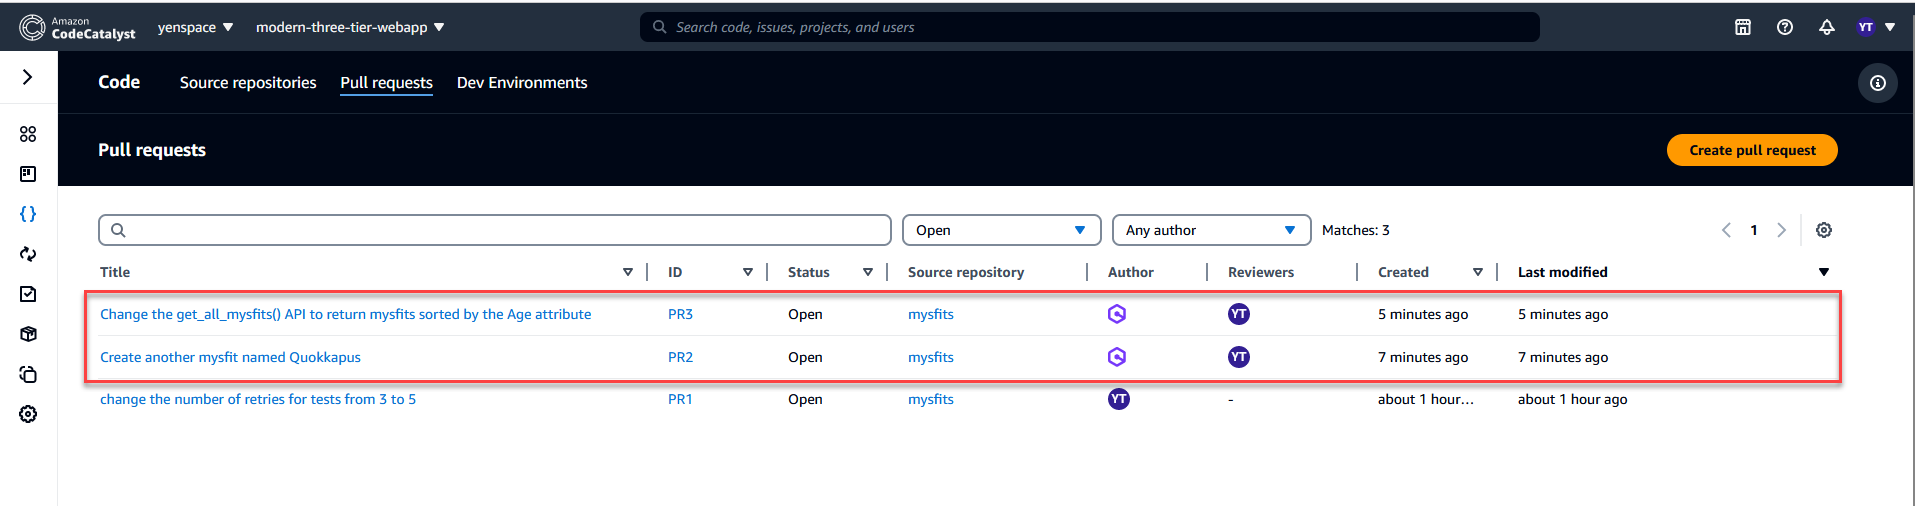 Amazon
CodeCatalyst
yenspace
modern-three-tier-webapp
Search code, issues, projects, and users
YT
Code
Source repositories
Pull requests
Dev Environments
Pull requests
Create pull request
Open
Any author
Matches: 3
1
Title ID Status Source repository Author Reviewers Created Last modified
Change the get_all_mysfits() API to return mysfits sorted by the Age attribute PR3 Open mysfits YT 5 minutes ago 5 minutes ago
Create another mysfit named Quokkapus PR2 Open mysfits YT 7 minutes ago 7 minutes ago
change the number of retries for tests from 3 to 5 PR1 Open mysfits YT - about 1 hour... about 1 hour ago